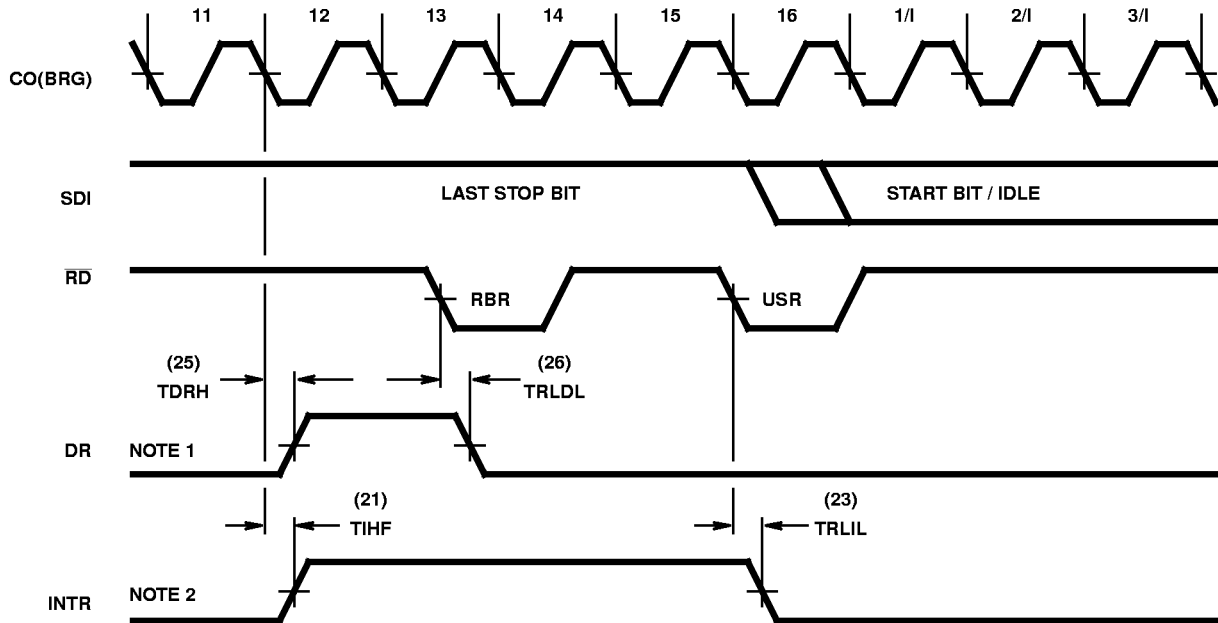 11 12 13 14 15 16 1/I 2/I 3/I
CO(BRG)
SDI LAST STOP BIT START BIT / IDLE
RD RBR USR
(25) (26)
TDRH TRLDL
DR NOTE 1
(21) (23)
TIHF TRLIL
INTR NOTE 2